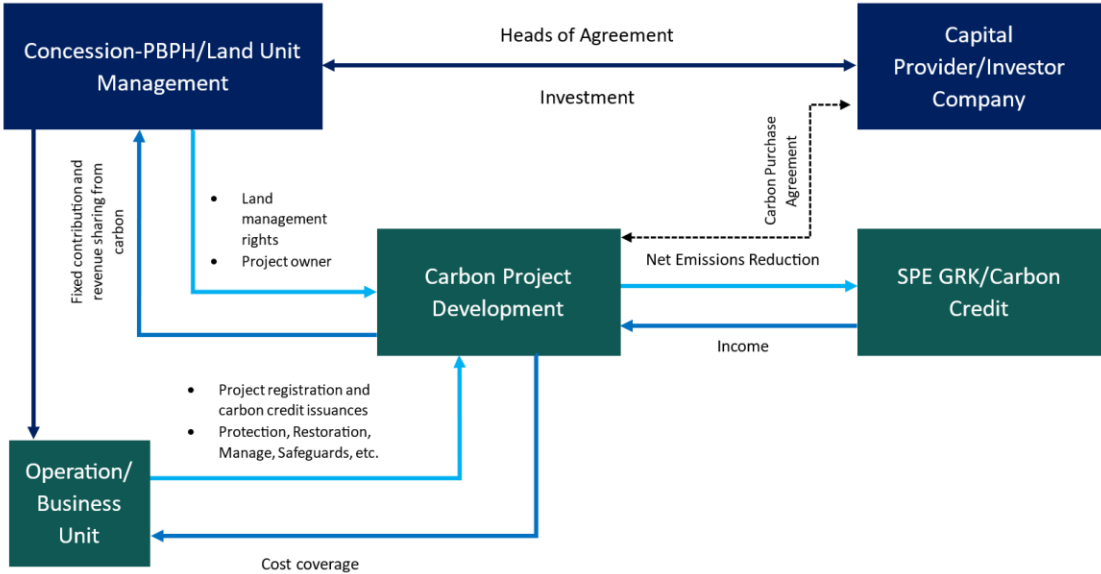 Concession-PBPH/Land Unit
Management
Heads of Agreement
Investment
Capital
Provider/Investor
Company
Carbon Purchase
Agreement
Fixed contribution and
revenue sharing from
carbon
• Land
management
rights
• Project owner
Carbon Project
Development
Net Emissions Reduction
Income
SPE GRK/Carbon
Credit
• Project registration and
carbon credit issuances
• Protection, Restoration,
Manage, Safeguards, etc.
Operation/
Business
Unit
Cost coverage